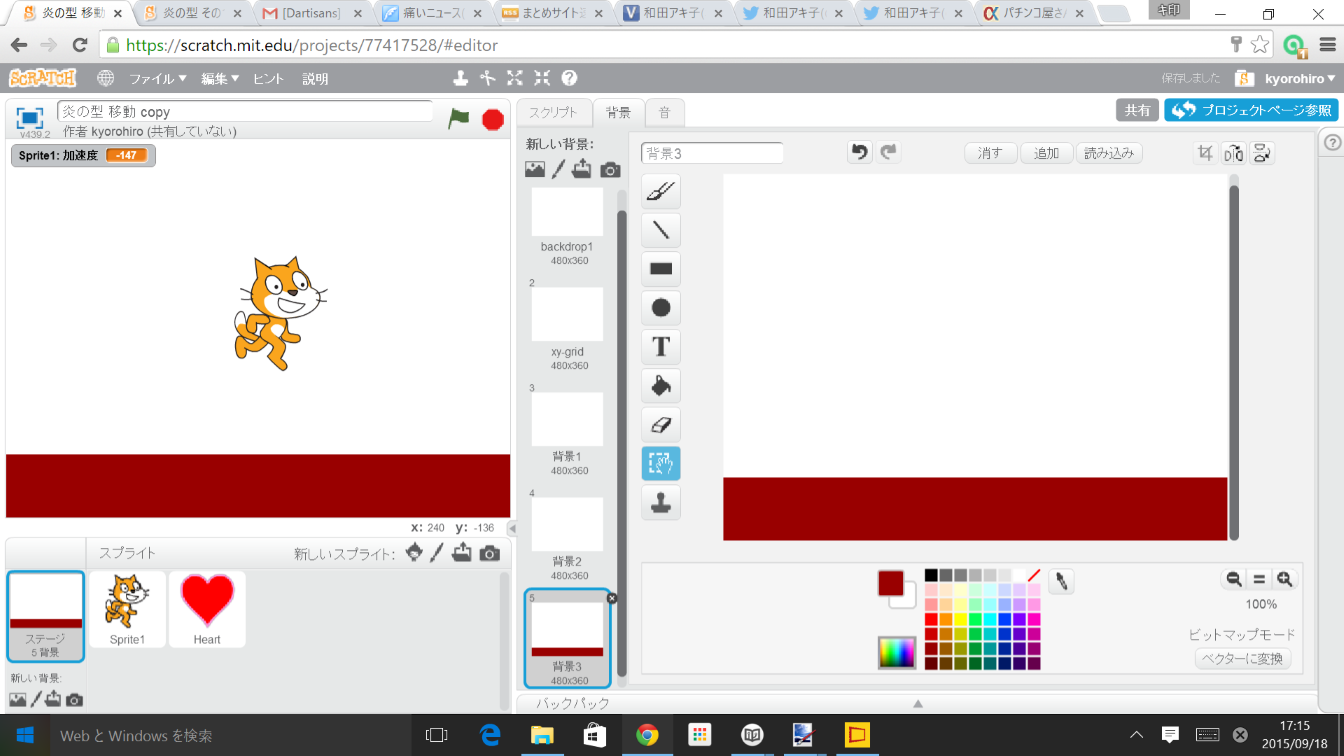 炎の型 移動
炎の型 その
[Dartisans]
痛いニュース(
まとめサイト
和田アキ子(
和田アキ子(
和田アキ子(
パチンコ屋さ
キ印
https://scratch.mit.edu/projects/77417528/#editor
SCRATCH
ファイル▼
編集▼
ヒント
説明
保存しました
kyorohiro▼
v439.2
炎の型 移動 copy
作者 kyorohiro (共有していない)
スクリプト
背景
音
共有
プロジェクトページ参照
Sprite1: 加速度 -147
新しい背景:
backdrop1
480x360
2
xy-grid
480x360
3
背景1
480x360
4
背景2
480x360
5
背景3
480x360
背景3
消す
追加
読み込み
T
x: 240 y: -136
スプライト
新しいスプライト:
ステージ
5 背景
Sprite1
Heart
新しい背景:
100%
ビットマップモード
ベクターに変換
バックパック
Web と Windows を検索
17:15
2015/09/18